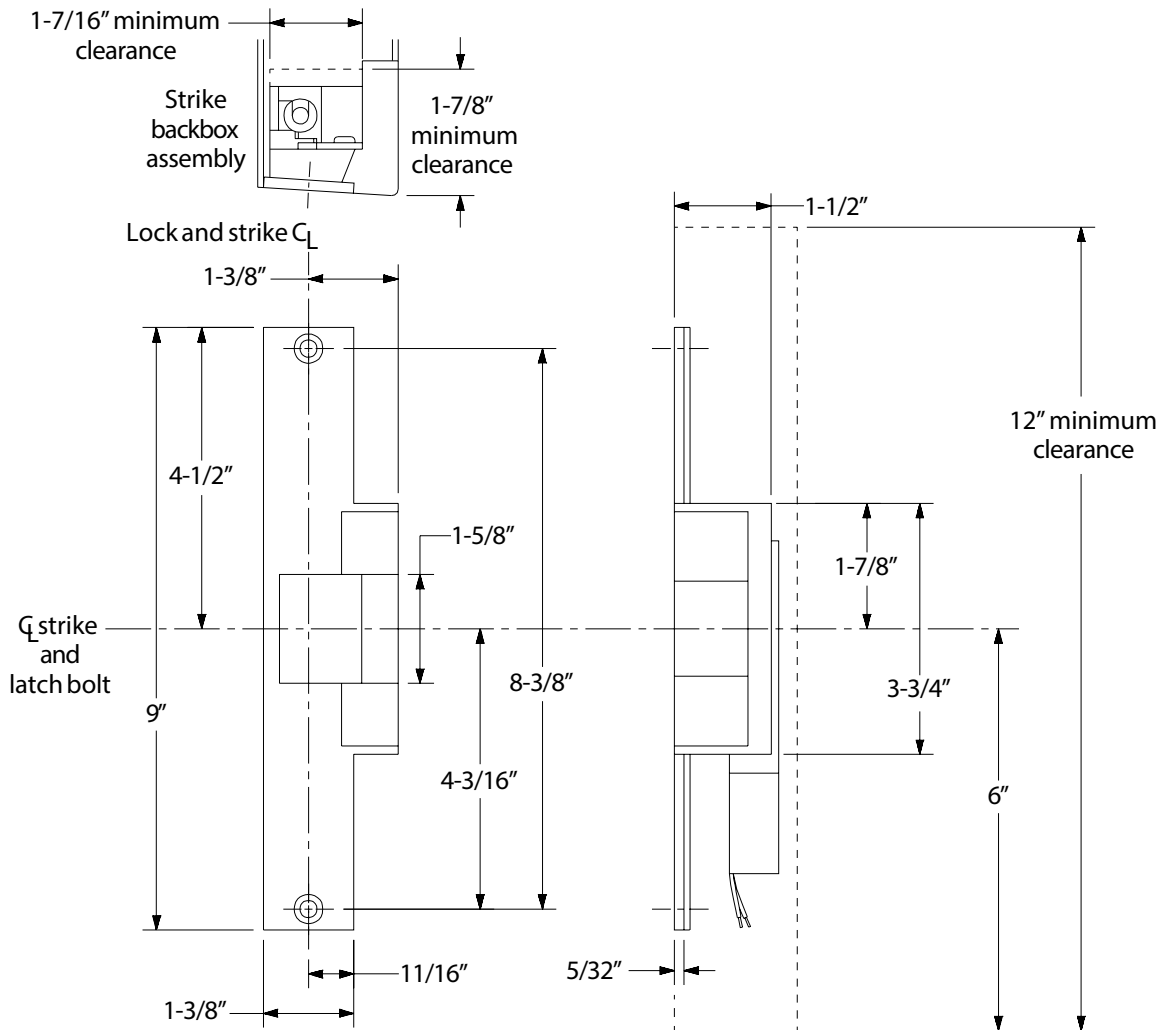 1-7/16” minimum
clearance
Strike
backbox
assembly
1-7/8”
minimum
clearance
Lock and strike CL
1-3/8”
1-1/2”
12” minimum
clearance
4-1/2”
1-5/8”
1-7/8”
CL strike
and
latch bolt
8-3/8”
3-3/4”
9”
4-3/16”
6”
11/16”
5/32”
1-3/8”